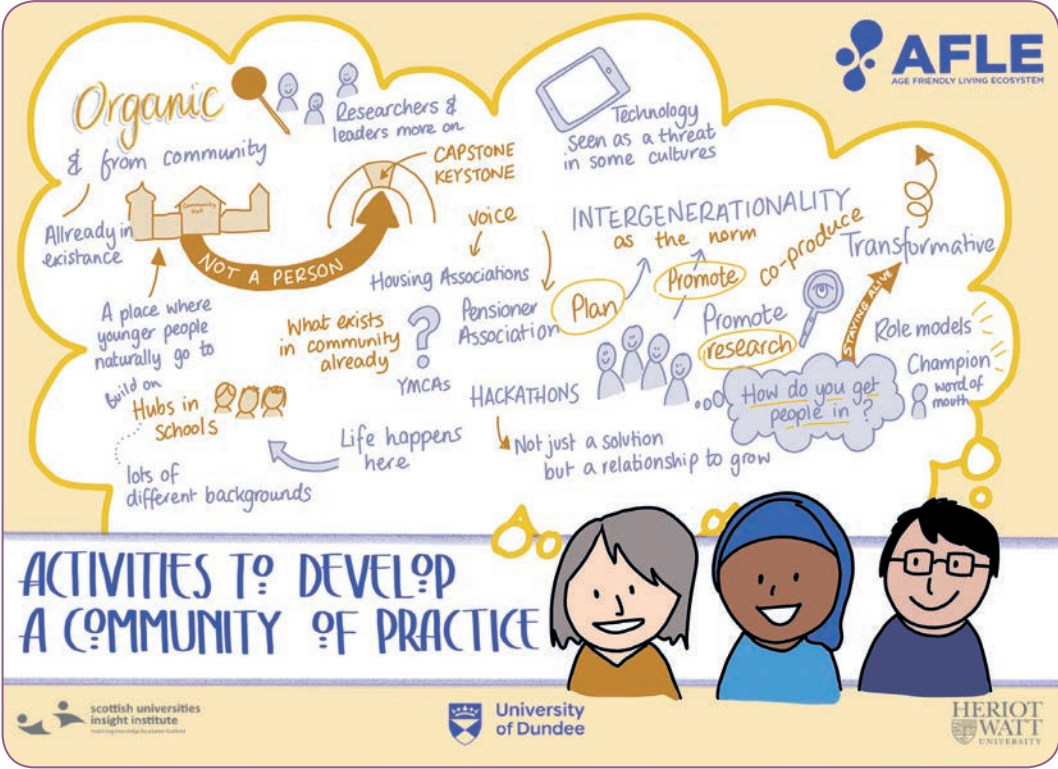 AFLE
AGE FRIENDLY LIVING ECOSYSTEM
Organic
& from community
Allready in
existance
Community
Hall
NOT A PERSON
Researchers &
leaders more on
CAPSTONE
KEYSTONE
Technology
seen as a threat
in some cultures
A place where
younger people
naturally go to
build on
Hubs in
schools
lots of
different backgrounds
What exists
in community
already
?
voice
Housing Associations
Pensioner
Association
YMCAs
Life happens
here
HACKATHONS
Not just a solution
but a relationship to grow
INTERGENERATIONALITY
as the norm
Plan
Promote
co-produce
Promote
research
How do you get
people in ?
STAYING ALIVE
Transformative
Role models
Champion
word of
mouth
ACTIVITIES TO DEVELOP
A COMMUNITY OF PRACTICE
scottish universities
insight institute
University
of Dundee
HERIOT
WATT
UNIVERSITY